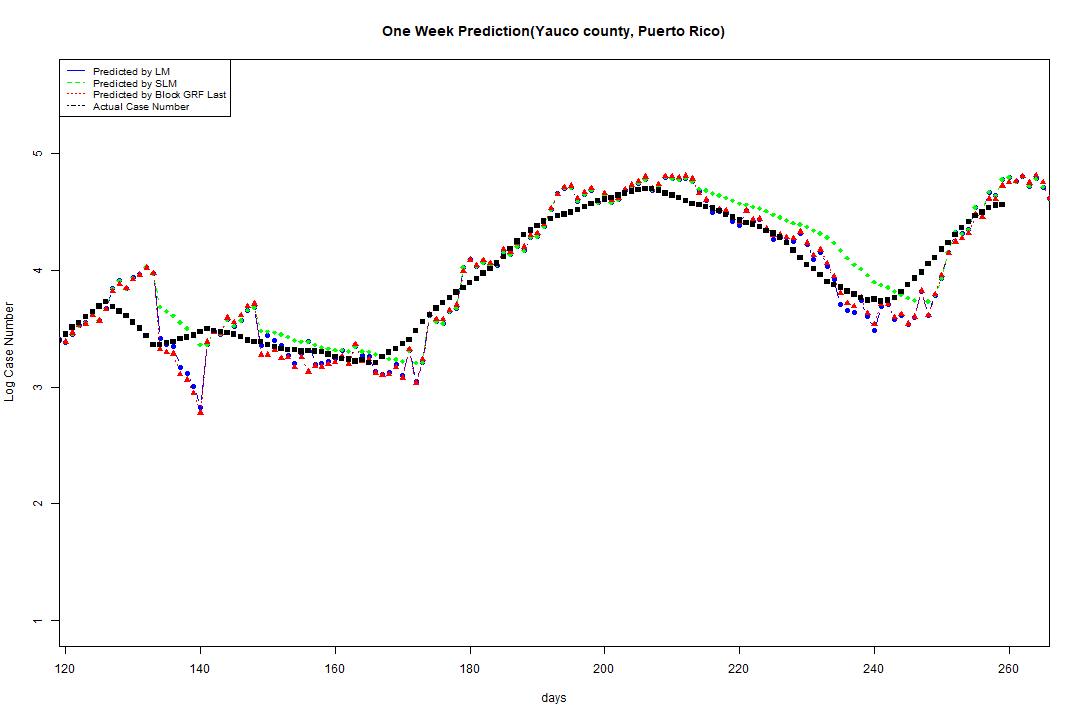 One Week Prediction(Yauco county, Puerto Rico)
Predicted by LM
Predicted by SLM
Predicted by Block GRF Last
Actual Case Number
5
4
3
2
1
Log Case Number
120 140 160 180 200 220 240 260
days